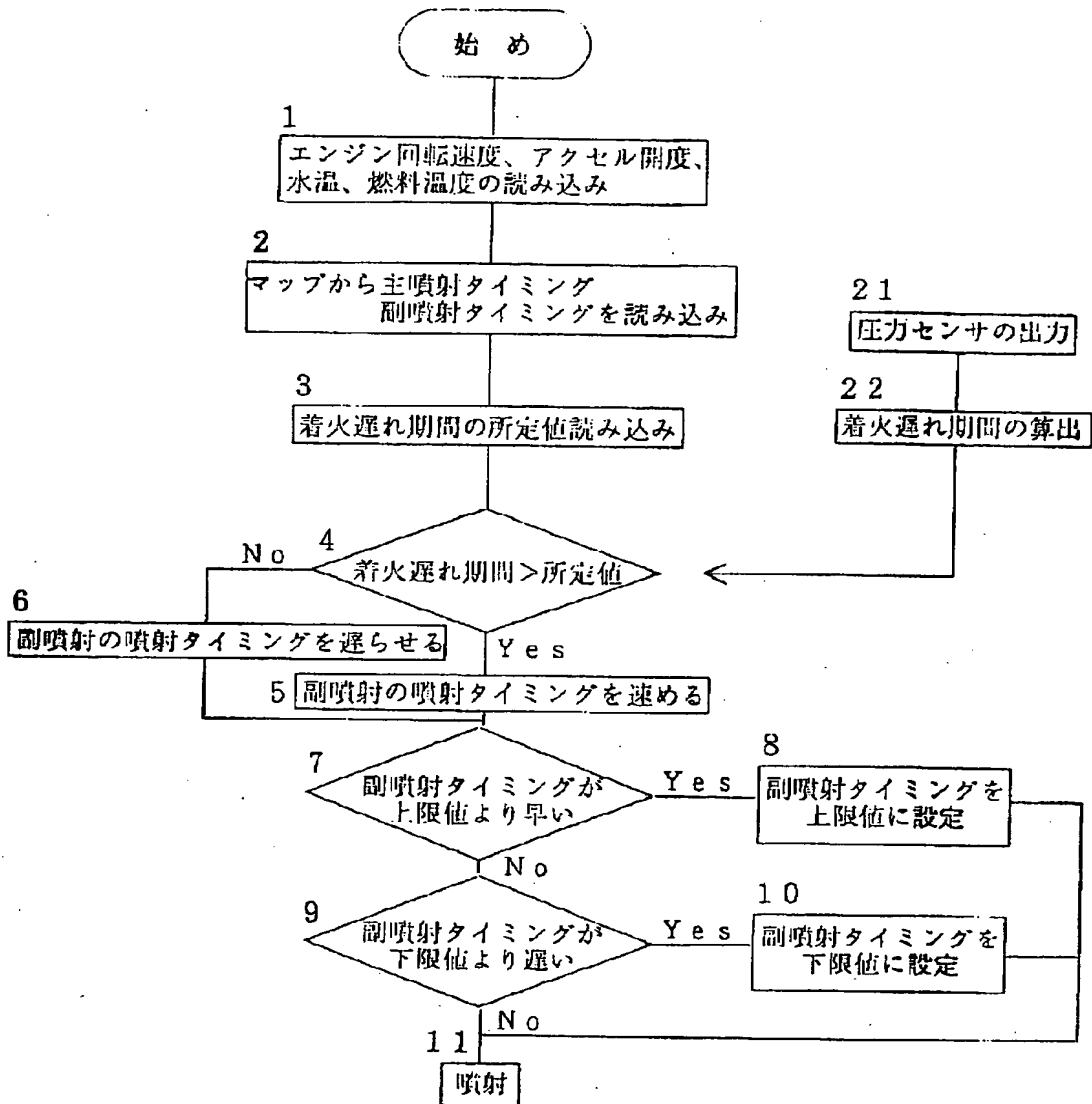 始め
1
エンジン回転速度、アクセル開度、
水温、燃料温度の読み込み
2
マップから主噴射タイミング
副噴射タイミングを読み込み
3
着火遅れ期間の所定値読み込み
21
圧力センサの出力
22
着火遅れ期間の算出
4
着火遅れ期間>所定値
No
Yes
6
副噴射の噴射タイミングを遅らせる
5
副噴射の噴射タイミングを速める
7
副噴射タイミングが
上限値より早い
Yes
No
8
副噴射タイミングを
上限値に設定
9
副噴射タイミングが
下限値より遅い
Yes
No
10
副噴射タイミングを
下限値に設定
11
噴射